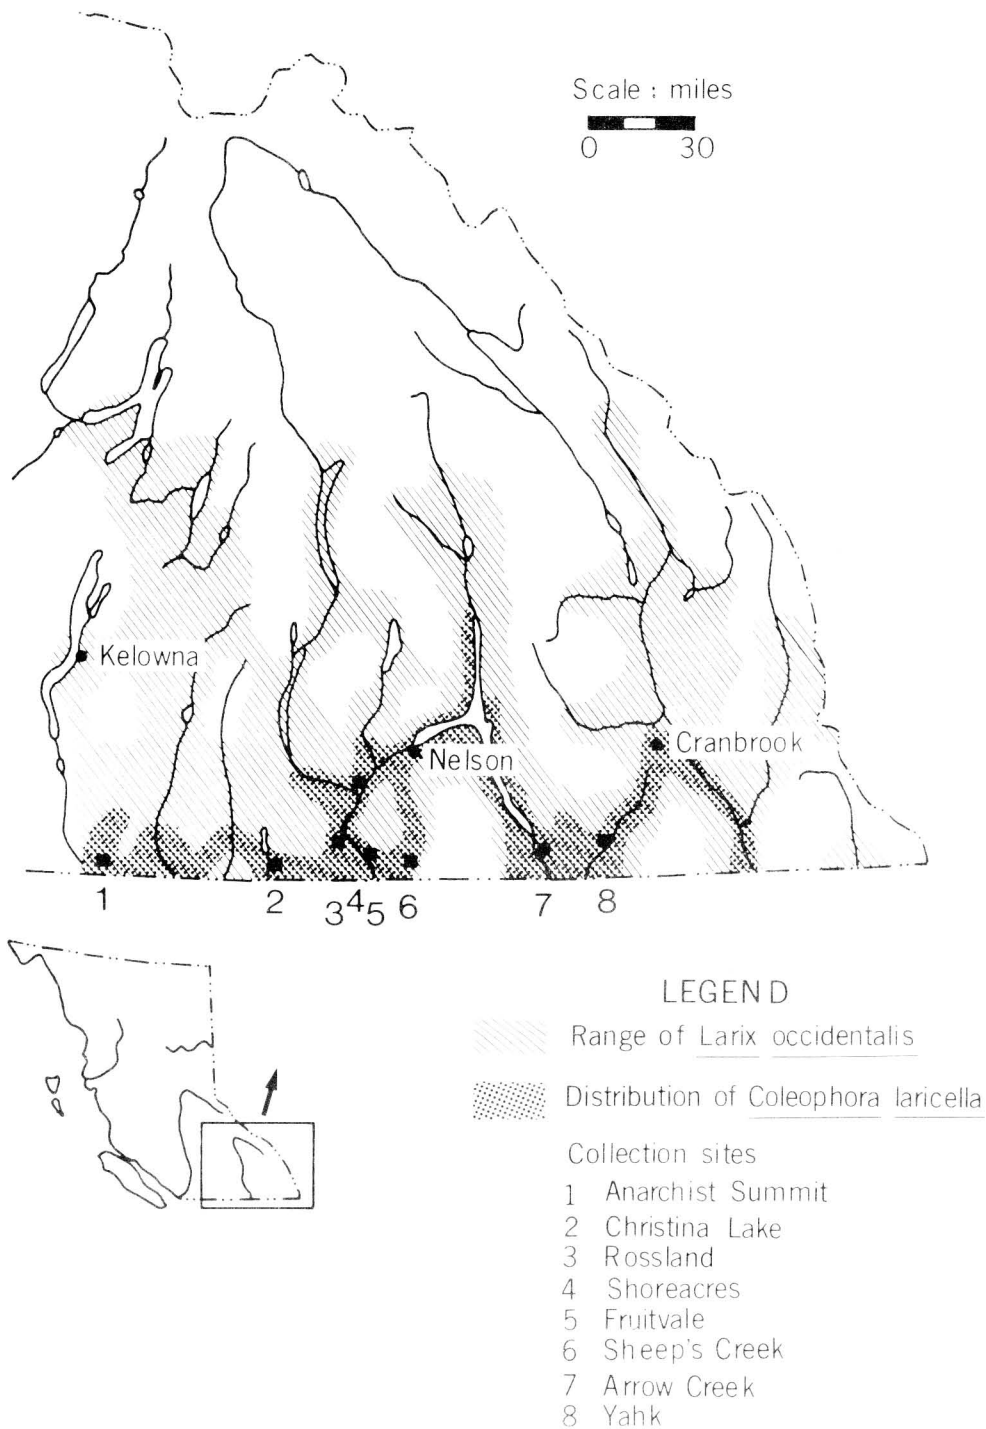 Scale : miles
0 30
Kelowna
Nelson
Cranbrook
1 2 3 4 5 6 7 8
LEGEND
Range of Larix occidentalis
Distribution of Coleophora laricella
Collection sites
1 Anarchist Summit
2 Christina Lake
3 Rossland
4 Shoreacres
5 Fruitvale
6 Sheep's Creek
7 Arrow Creek
8 Yahk